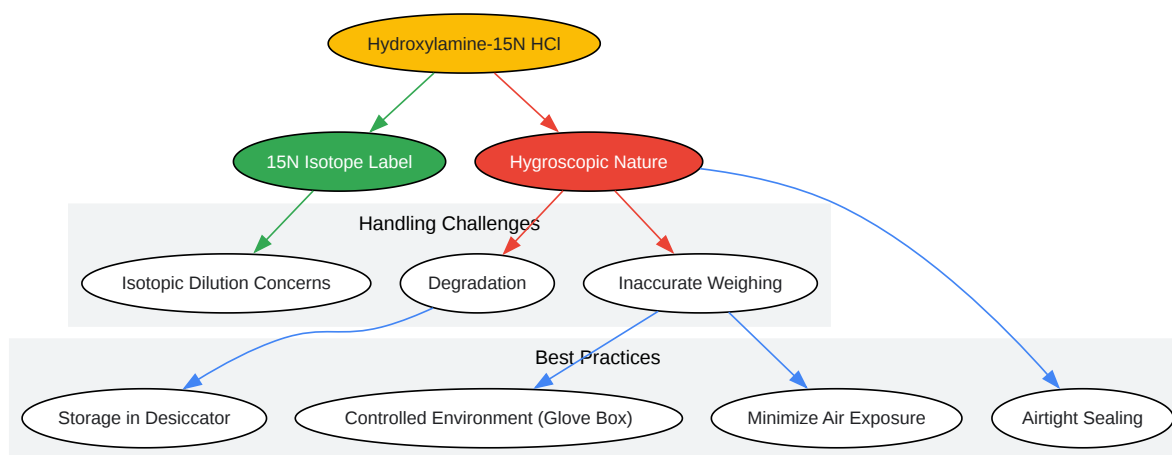 Hydroxylamine-15N HCl
15N Isotope Label
Hygroscopic Nature
Handling Challenges
Isotopic Dilution Concerns
Degradation
Inaccurate Weighing
Best Practices
Storage in Desiccator
Controlled Environment (Glove Box)
Minimize Air Exposure
Airtight Sealing